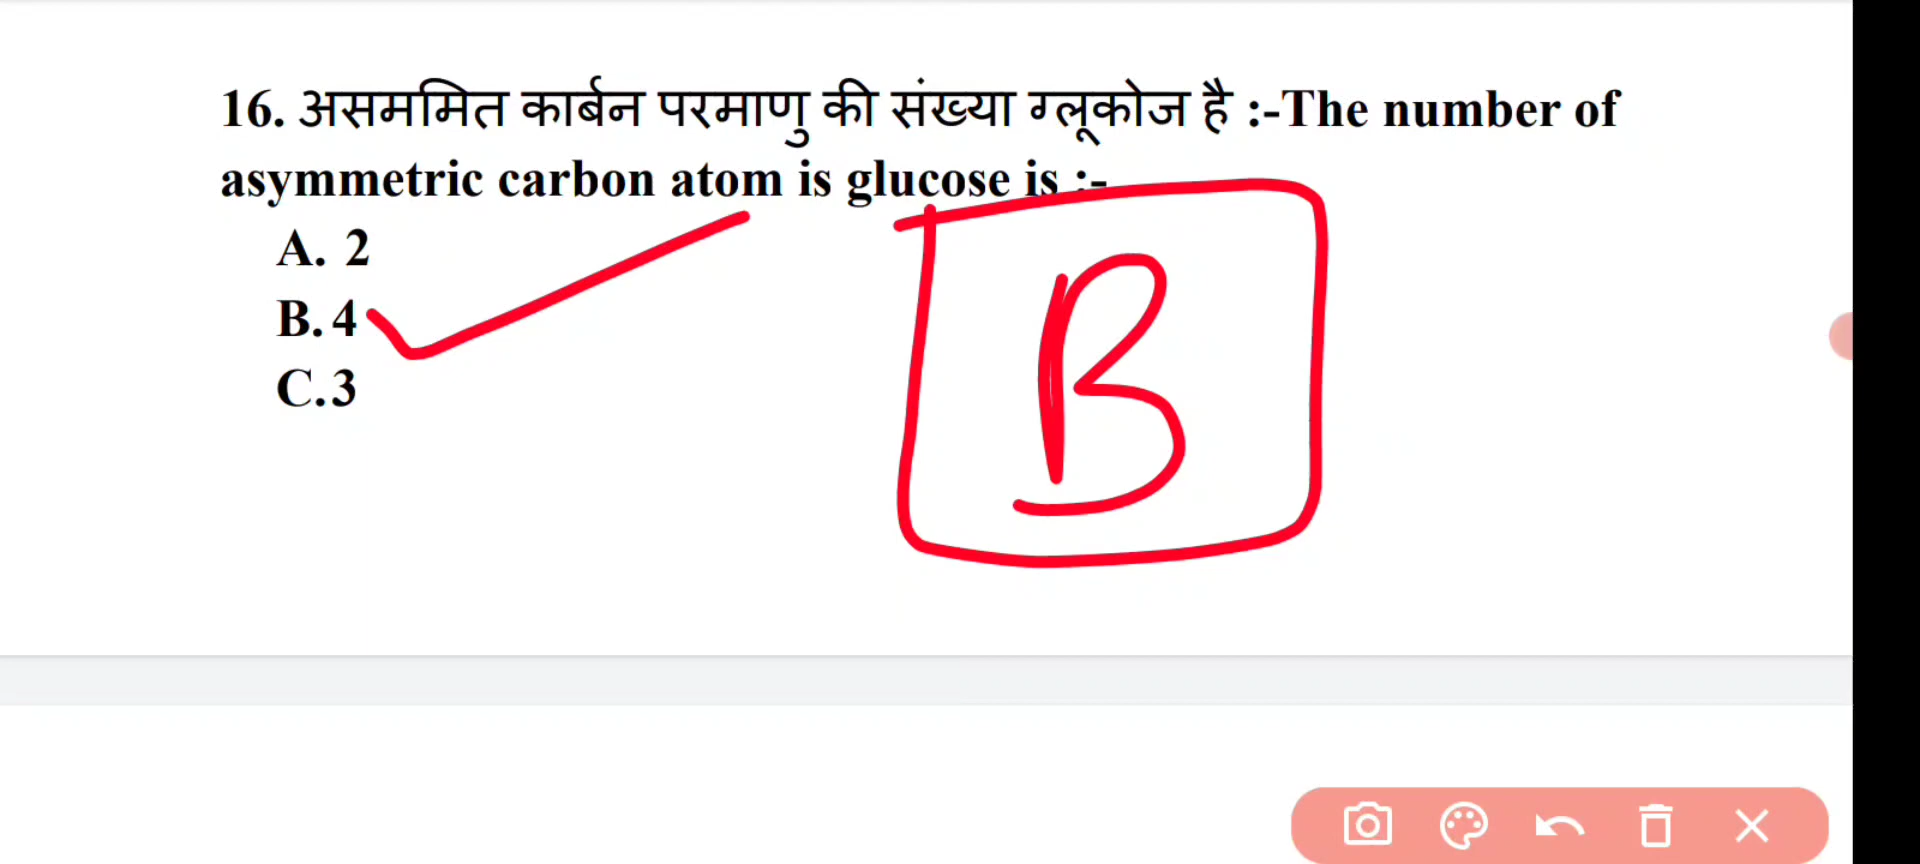 16. असममित कार्बन परमाणु की संख्या ग्लूकोज है :-The number of
asymmetric carbon atom is glucose is :-
A. 2
B. 4
C.3
B